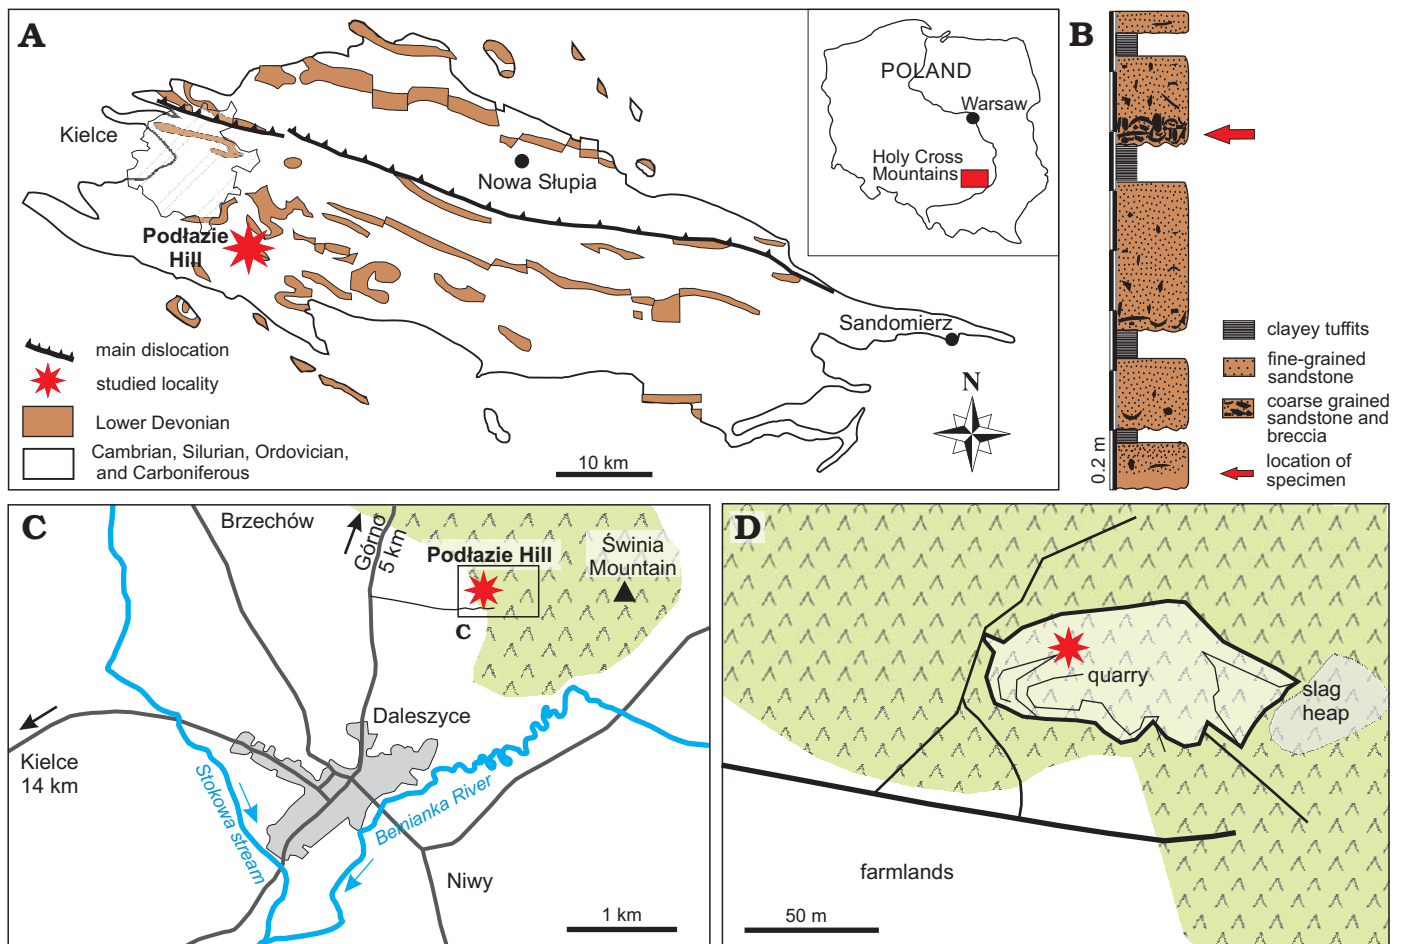 A
POLAND
Warsaw
Holy Cross
Mountains
Kielce
Nowa Słupia
Podłazie
Hill
Sandomierz
main dislocation
studied locality
Lower Devonian
Cambrian, Silurian, Ordovician,
and Carboniferous
10 km
N
B
clayey tuffits
fine-grained
sandstone
coarse grained
sandstone and
breccia
location of
specimen
0.2 m
C
Brzechów
Górno
5 km
Podłazie Hill
Świnia
Mountain
C
Daleszyce
Kielce
14 km
Stokowa stream
Belnianka River
Niwy
1 km
D
quarry
slag
heap
farmlands
50 m